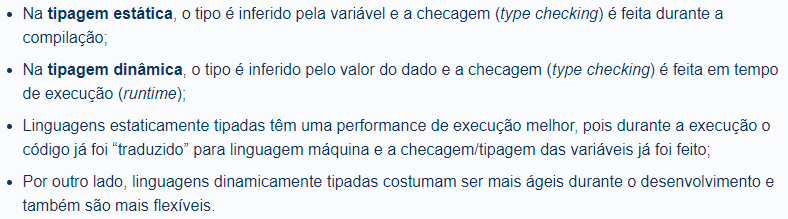 • Na tipagem estática, o tipo é inferido pela variável e a checagem (type checking) é feita durante a
compilação;
• Na tipagem dinâmica, o tipo é inferido pelo valor do dado e a checagem (type checking) é feita em tempo
de execução (runtime);
• Linguagens estaticamente tipadas têm uma performance de execução melhor, pois durante a execução o
código já foi “traduzido” para linguagem máquina e a checagem/tipagem das variáveis já foi feito;
• Por outro lado, linguagens dinamicamente tipadas costumam ser mais ágeis durante o desenvolvimento e
também são mais flexíveis.